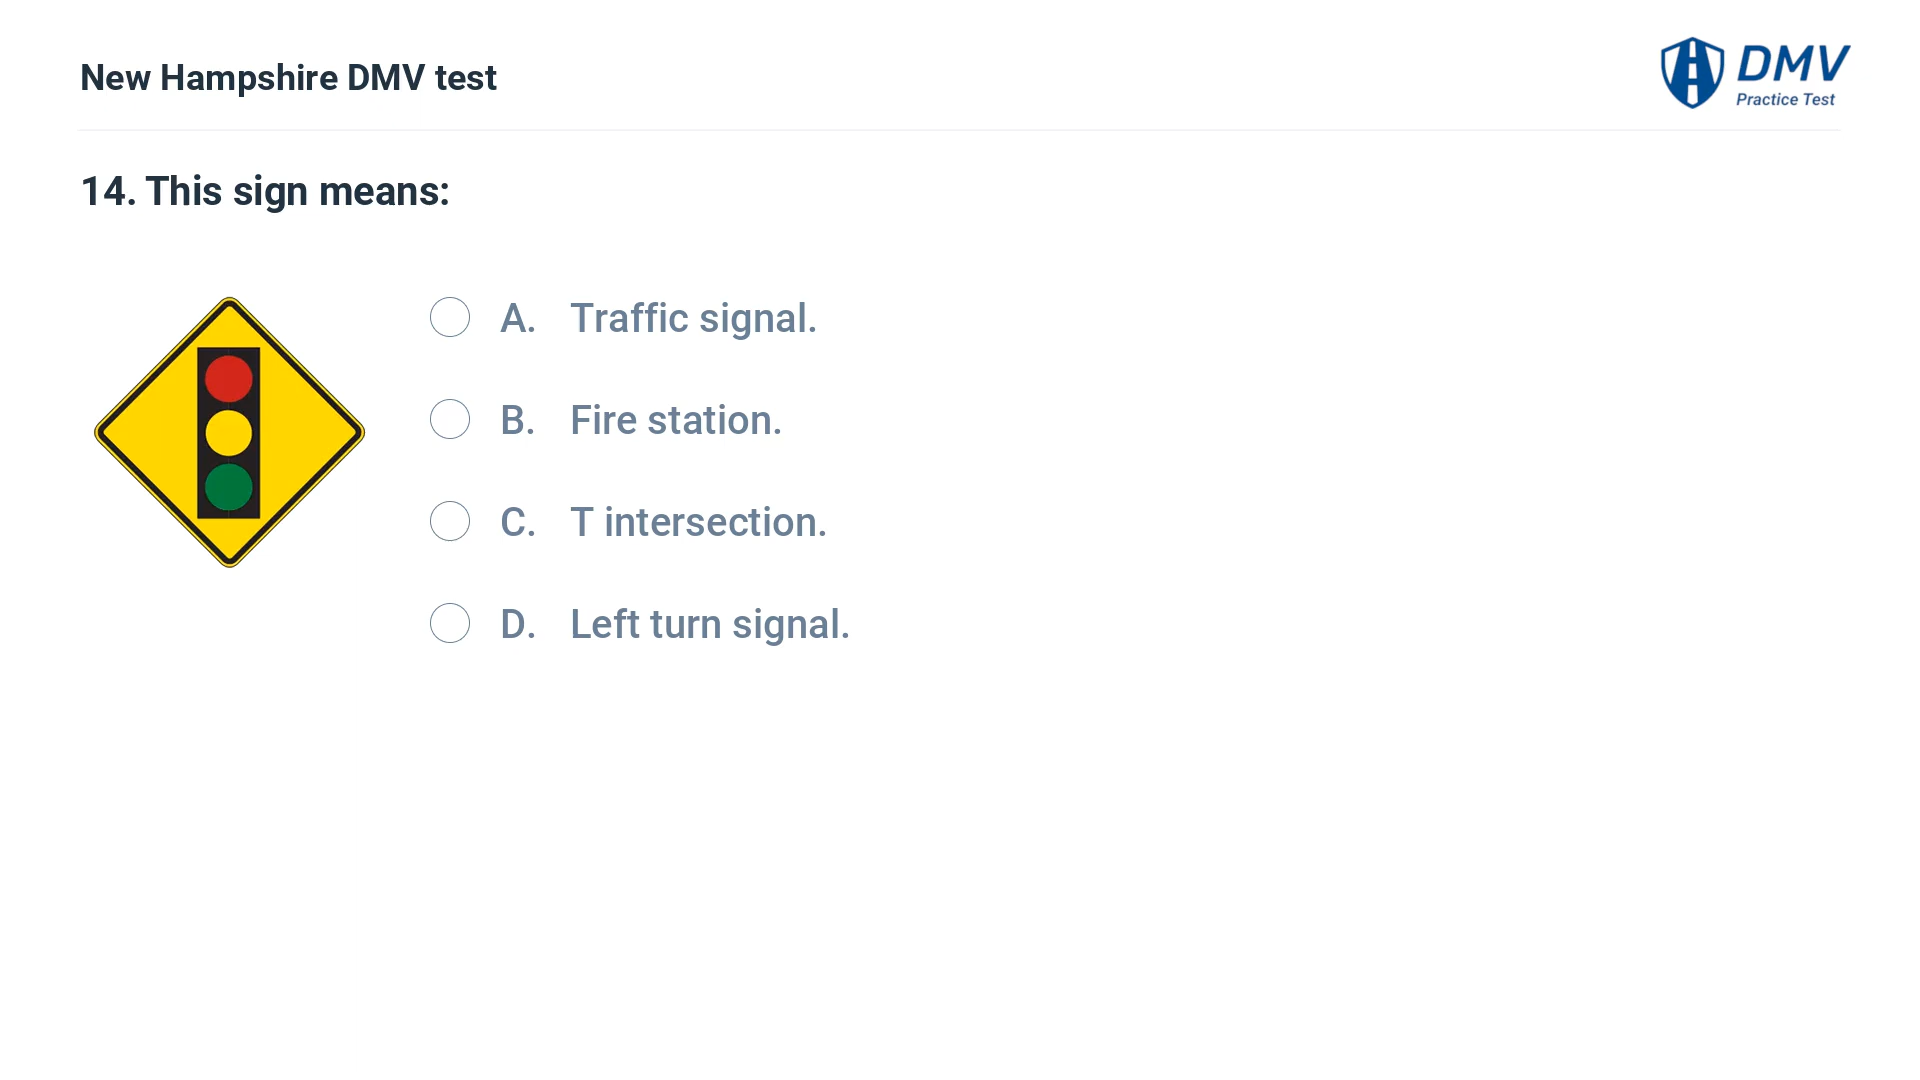 New Hampshire DMV test
DMV
Practice Test
14. This sign means:
A. Traffic signal.
B. Fire station.
C. T intersection.
D. Left turn signal.